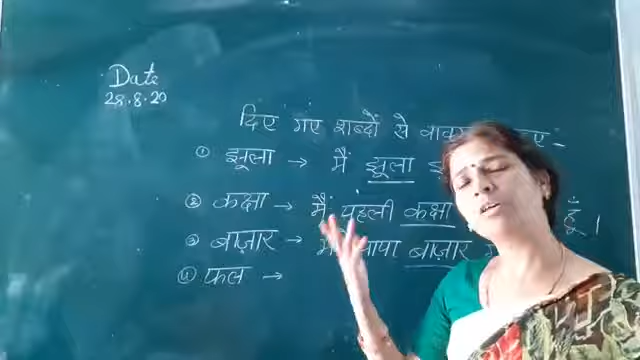 Date
28.8.20
दिए गए शब्दों से
① झूला → मैं झूला
② कक्षा → मैं पहली कक्षा हूँ।
③ बाज़ार → पापा बाज़ार
④ फल →